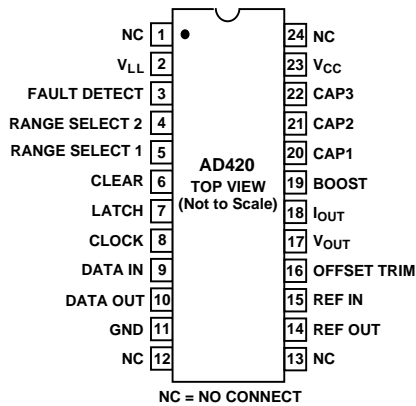 NC 1 24 NC
VLL 2 23 VCC
FAULT DETECT 3 22 CAP3
RANGE SELECT 2 4 21 CAP2
RANGE SELECT 1 5 20 CAP1
AD420
TOP VIEW
(Not to Scale)
CLEAR 6 19 BOOST
LATCH 7 18 IOUT
CLOCK 8 17 VOUT
DATA IN 9 16 OFFSET TRIM
DATA OUT 10 15 REF IN
GND 11 14 REF OUT
NC 12 13 NC
NC = NO CONNECT